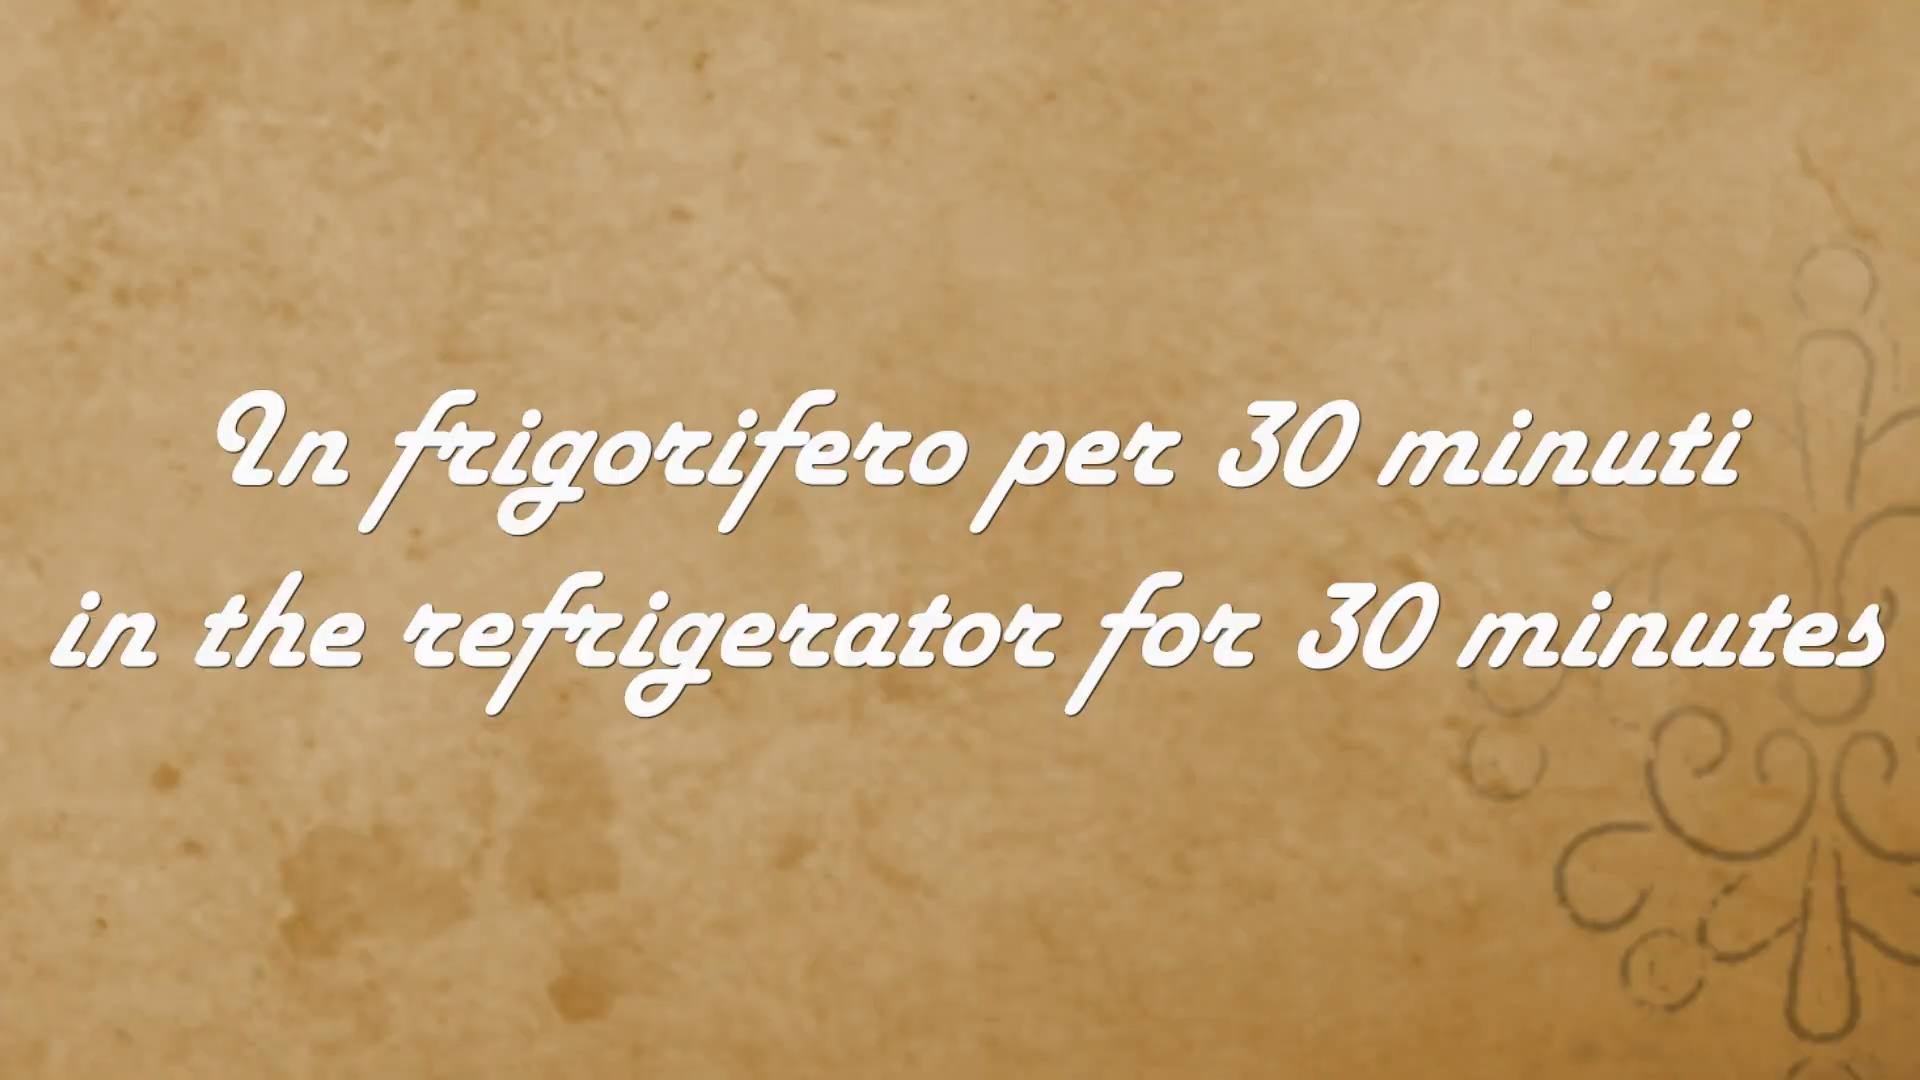 In frigorifero per 30 minuti
in the refrigerator for 30 minutes